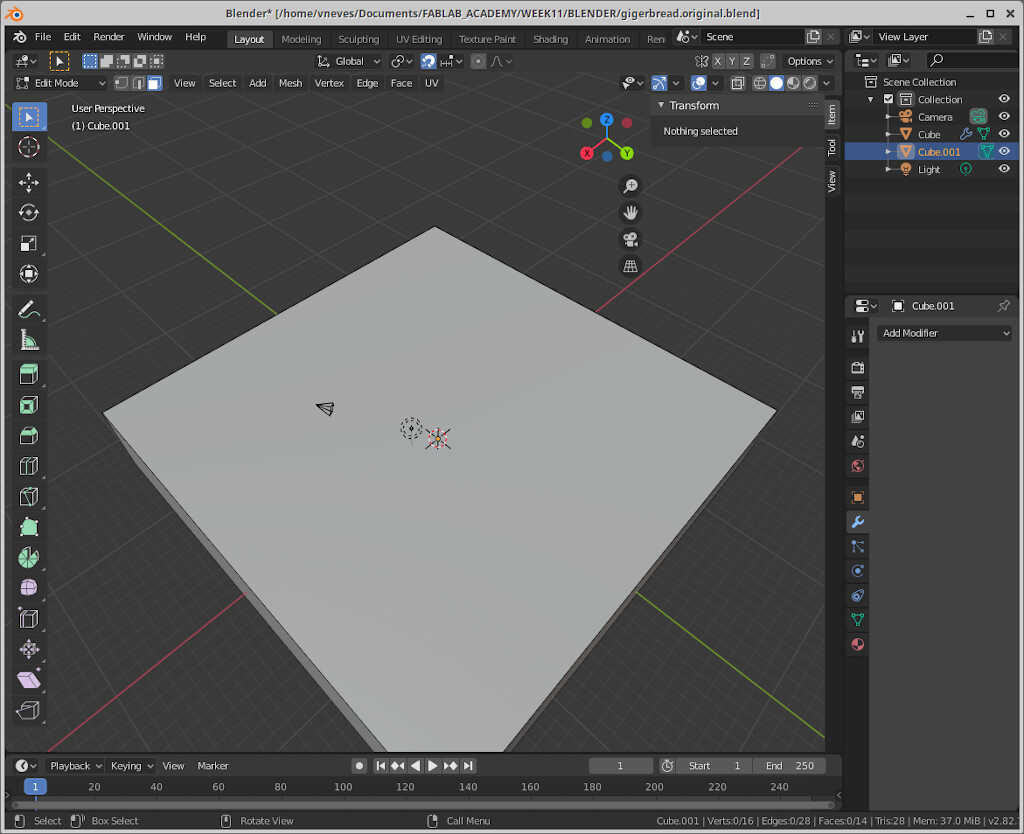 Blender* [/home/vneves/Documents/FABLAB_ACADEMY/WEEK11/BLENDER/gigerbread.original.blend]
File Edit Render Window Help Layout Modeling Sculpting UV Editing Texture Paint Shading Animation Ren Scene View Layer
Global X Y Z Options
Edit Mode View Select Add Mesh Vertex Edge Face UV
User Perspective
(1) Cube.001
Transform
Nothing selected
Item
Tool
View
Z
X
Y
Scene Collection
Collection
Camera
Cube
Cube.001
Light
Cube.001
Add Modifier
Playback Keying View Marker 1 Start 1 End 250
1 20 40 60 80 100 120 140 160 180 200 220 240
Select Box Select Rotate View Call Menu Cube.001 | Verts:0/16 | Edges:0/28 | Faces:0/14 | Tris:28 | Mem: 37.0 MiB | v2.82.